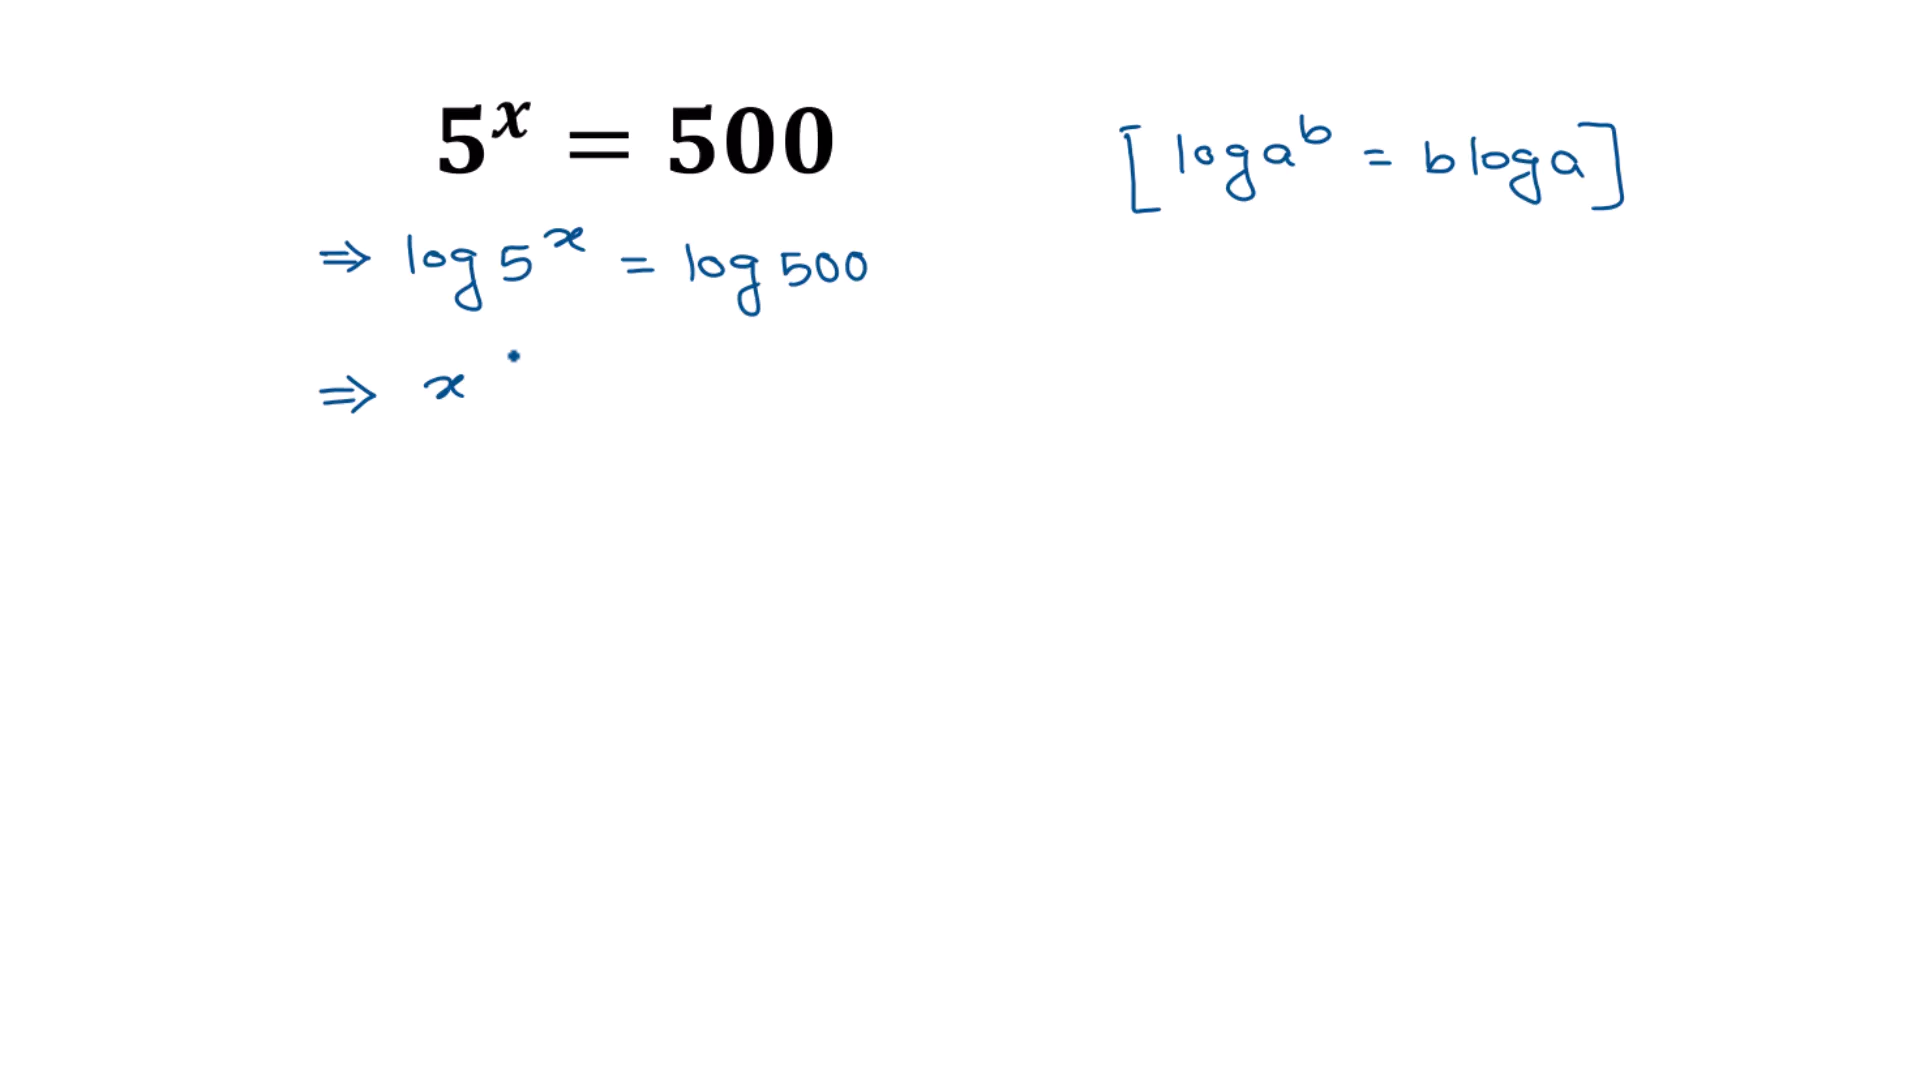 5^x = 500
[log a^b = b log a]
⇒ log 5^x = log 500
⇒ x